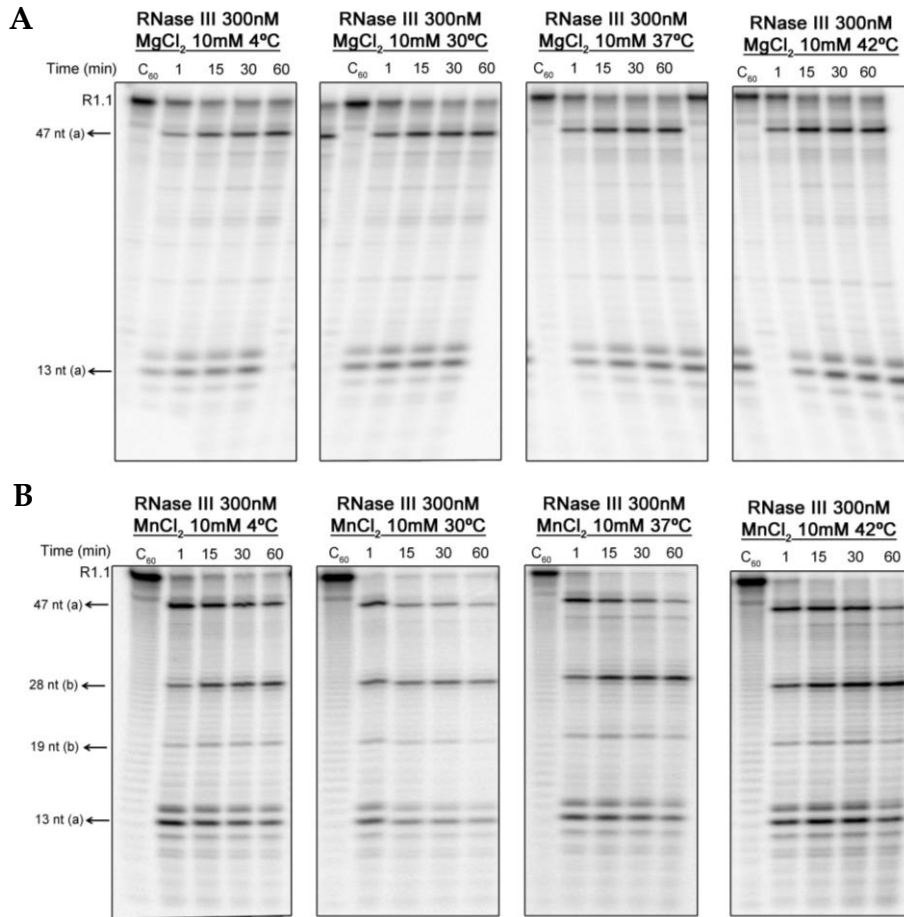 A
RNase III 300nM
MgCl₂ 10mM 4ºC
RNase III 300nM
MgCl₂ 10mM 30ºC
RNase III 300nM
MgCl₂ 10mM 37ºC
RNase III 300nM
MgCl₂ 10mM 42ºC
Time (min) C₆₀ 1 15 30 60
C₆₀ 1 15 30 60
C₆₀ 1 15 30 60
C₆₀ 1 15 30 60
R1.1
47 nt (a)
13 nt (a)
B
RNase III 300nM
MnCl₂ 10mM 4ºC
RNase III 300nM
MnCl₂ 10mM 30ºC
RNase III 300nM
MnCl₂ 10mM 37ºC
RNase III 300nM
MnCl₂ 10mM 42ºC
Time (min) C₆₀ 1 15 30 60
C₆₀ 1 15 30 60
C₆₀ 1 15 30 60
C₆₀ 1 15 30 60
R1.1
47 nt (a)
28 nt (b)
19 nt (b)
13 nt (a)